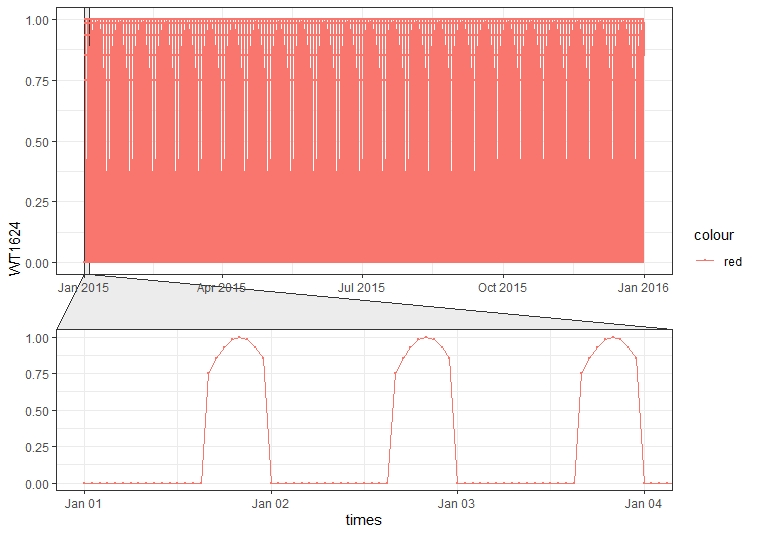 1.00
0.75
0.50
0.25
0.00
WT1624
Jan 2015
Apr 2015
Jul 2015
Oct 2015
Jan 2016
colour
red
1.00
0.75
0.50
0.25
0.00
Jan 01
Jan 02
Jan 03
Jan 04
times